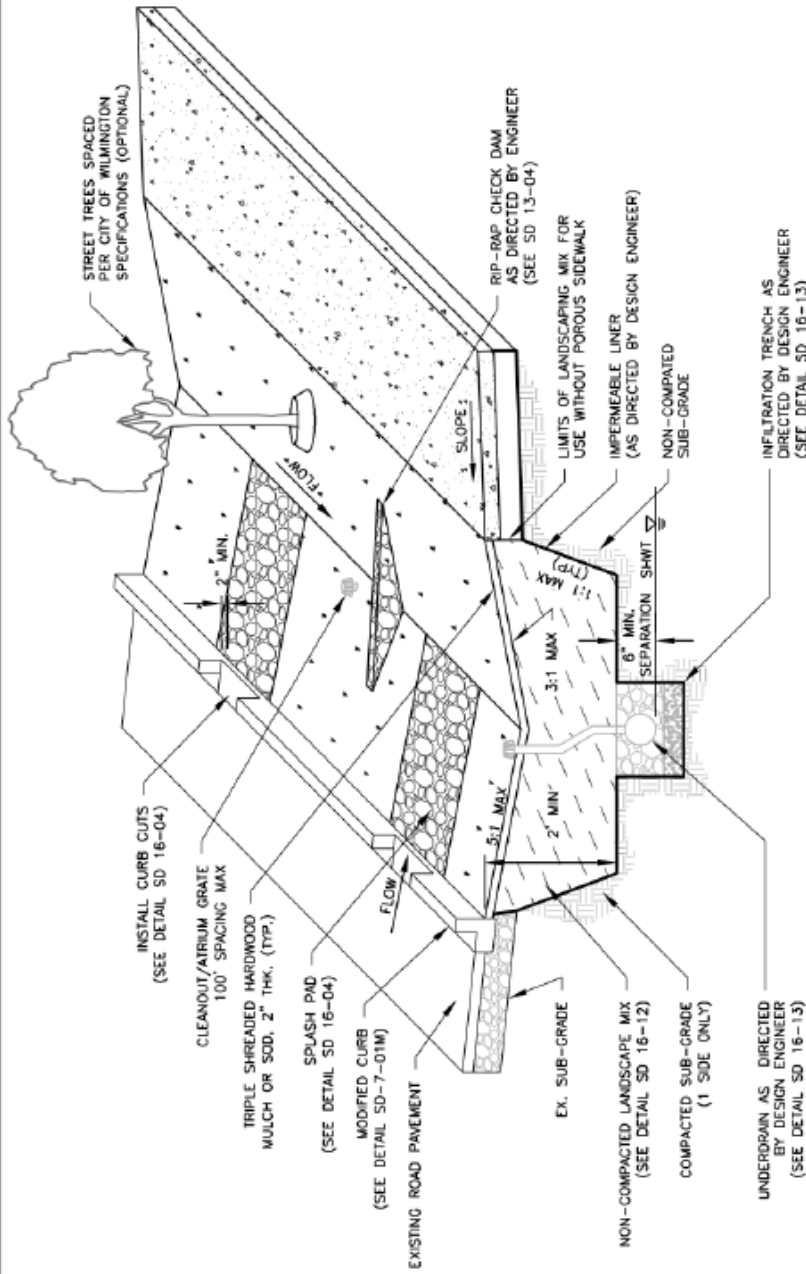 STREET TREES SPACED
PER CITY OF WILMINGTON
SPECIFICATIONS (OPTIONAL)
INSTALL CURB CUTS
(SEE DETAIL SD 16-04)
CLEANOUT/ATRIUM GRATE
100' SPACING MAX
TRIPLE SHREADED HARDWOOD
MULCH OR SOD, 2" THK. (TYP.)
SPLASH PAD
(SEE DETAIL SD 16-04)
MODIFIED CURB
(SEE DETAIL SD-7-01M)
EXISTING ROAD PAVEMENT
EX. SUB-GRADE
NON-COMPACTED LANDSCAPE MIX
(SEE DETAIL SD 16-12)
COMPACTED SUB-GRADE
(1 SIDE ONLY)
UNDERDRAIN AS DIRECTED
BY DESIGN ENGINEER
(SEE DETAIL SD 16-13)
2" MIN.
FLOW
FLOW
SLOPE
5:1 MAX
3:1 MAX
1:1 MAX
(TYP)
2' MIN
6" MIN.
SEPARATION SHWT
RIP-RAP CHECK DAM
AS DIRECTED BY ENGINEER
(SEE SD 13-04)
LIMITS OF LANDSCAPING MIX FOR
USE WITHOUT POROUS SIDEWALK
IMPERMEABLE LINER
(AS DIRECTED BY DESIGN ENGINEER)
NON-COMPATED
SUB-GRADE
INFILTRATION TRENCH AS
DIRECTED BY DESIGN ENGINEER
(SEE DETAIL SD 16-13)